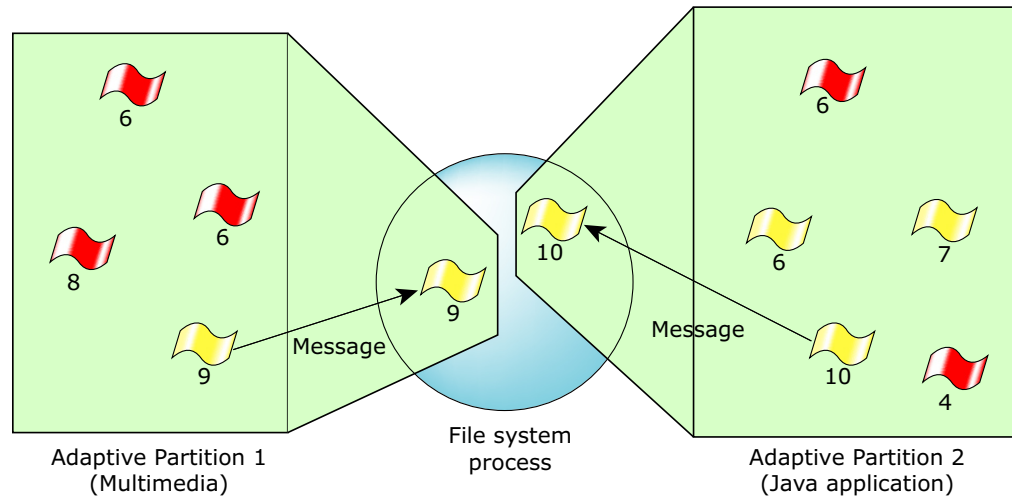 6
6
8
9
Message
9
Adaptive Partition 1
(Multimedia)
File system
process
10
Message
6
6
7
10
4
Adaptive Partition 2
(Java application)